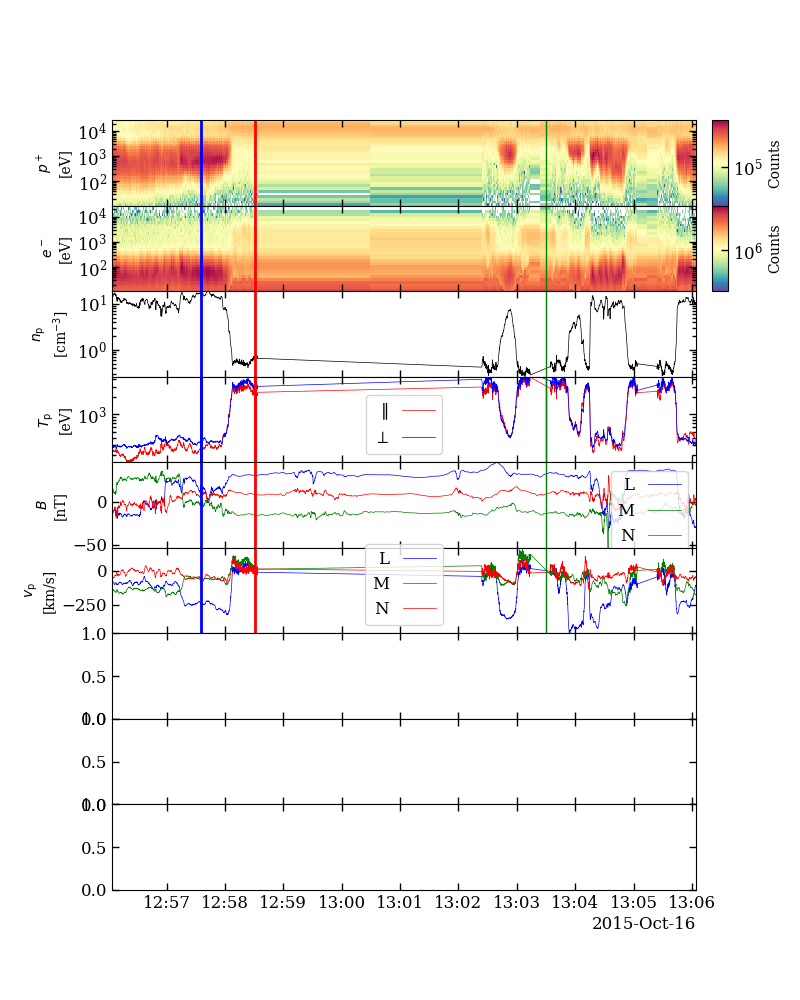 10⁴
10³
10²
p⁺
[eV]
10⁵
Counts
10⁴
10³
10²
e⁻
[eV]
10⁶
Counts
10¹
10⁰
nₚ
[cm⁻³]
10³
Tₚ
[eV]
∥
⊥
0
−50
B
[nT]
L
M
N
0
−250
vₚ
[km/s]
L
M
N
1.0
0.5
0.0
1.0
0.5
0.0
1.0
0.5
0.0
12:57 12:58 12:59 13:00 13:01 13:02 13:03 13:04 13:05 13:06
2015-Oct-16